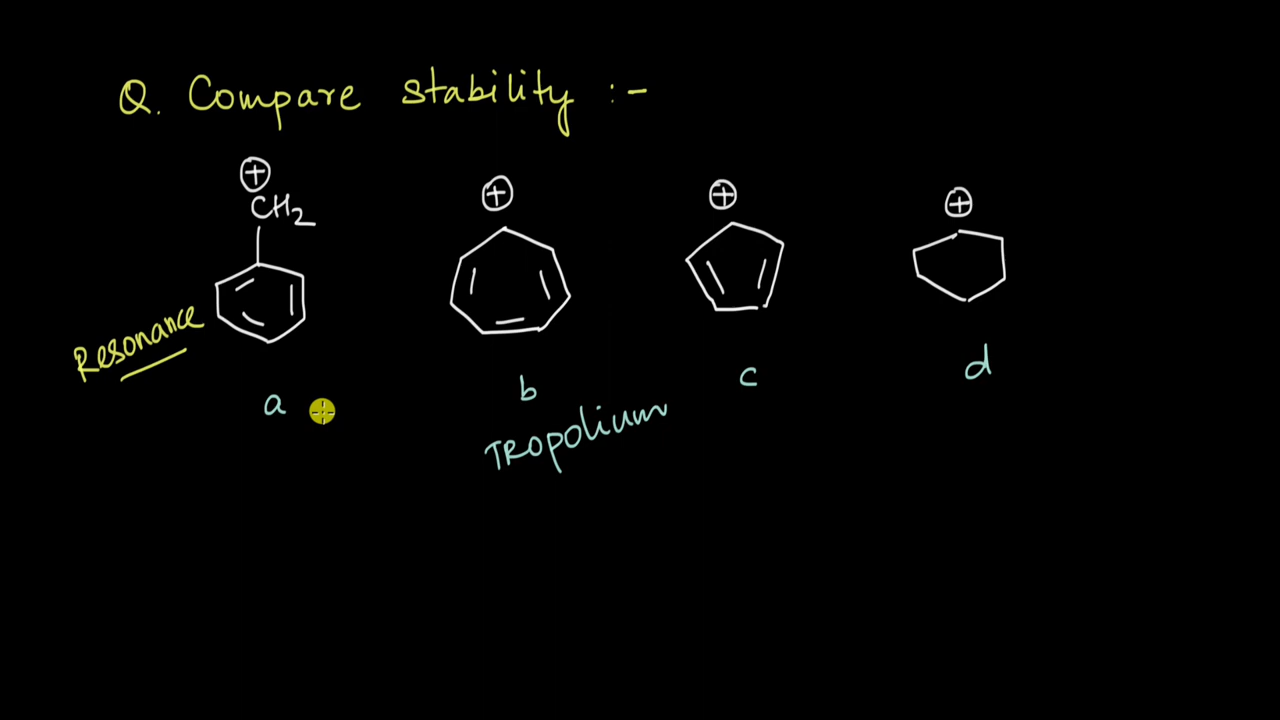 Q. Compare stability :-
⊕
CH2
⊕
⊕
⊕
Resonance
a
b
c
d
TROPOLIUM